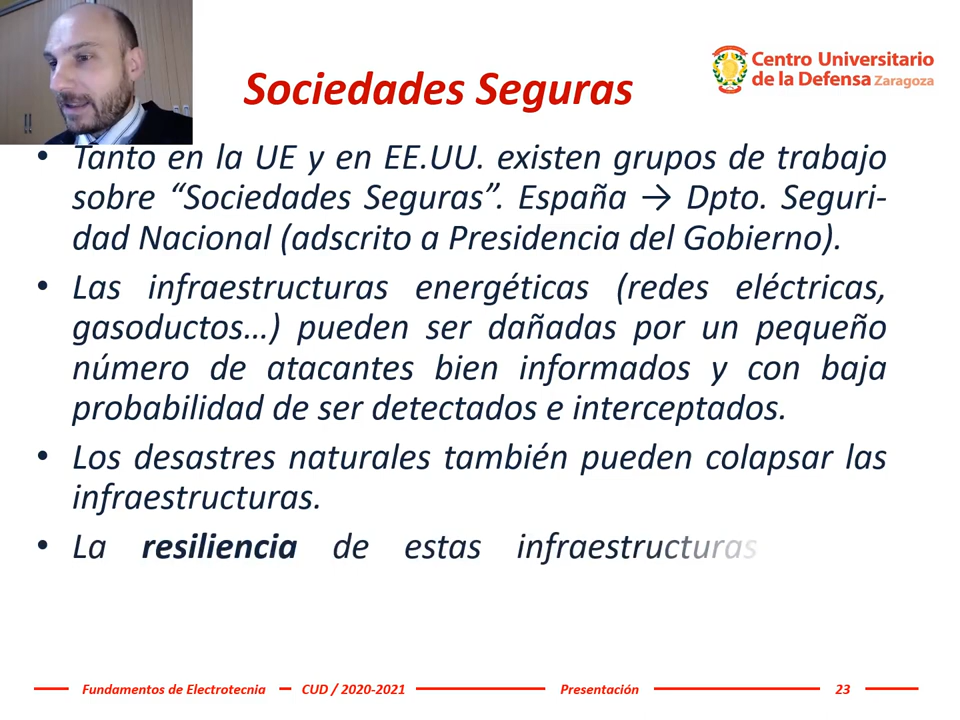 Centro Universitario
de la Defensa Zaragoza
Sociedades Seguras
• Tanto en la UE y en EE.UU. existen grupos de trabajo
sobre “Sociedades Seguras”. España → Dpto. Seguri-
dad Nacional (adscrito a Presidencia del Gobierno).
• Las infraestructuras energéticas (redes eléctricas,
gasoductos…) pueden ser dañadas por un pequeño
número de atacantes bien informados y con baja
probabilidad de ser detectados e interceptados.
• Los desastres naturales también pueden colapsar las
infraestructuras.
• La resiliencia de estas infraestructuras
Fundamentos de Electrotecnia CUD / 2020-2021 Presentación 23